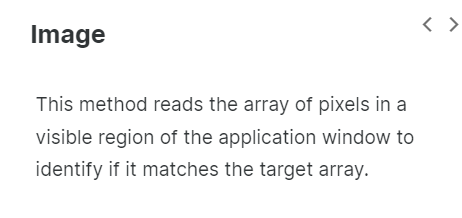 Image
This method reads the array of pixels in a
visible region of the application window to
identify if it matches the target array.